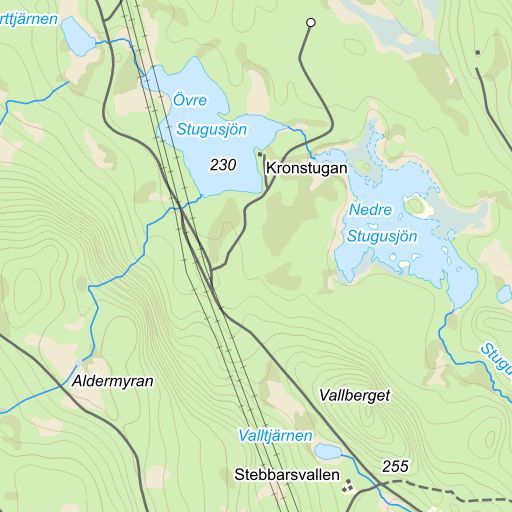 rttjärnen
Övre
Stugusjön
230
Kronstugan
Nedre
Stugusjön
Stugu
Aldermyran
Vallberget
Valltjärnen
255
Stebbarsvallen